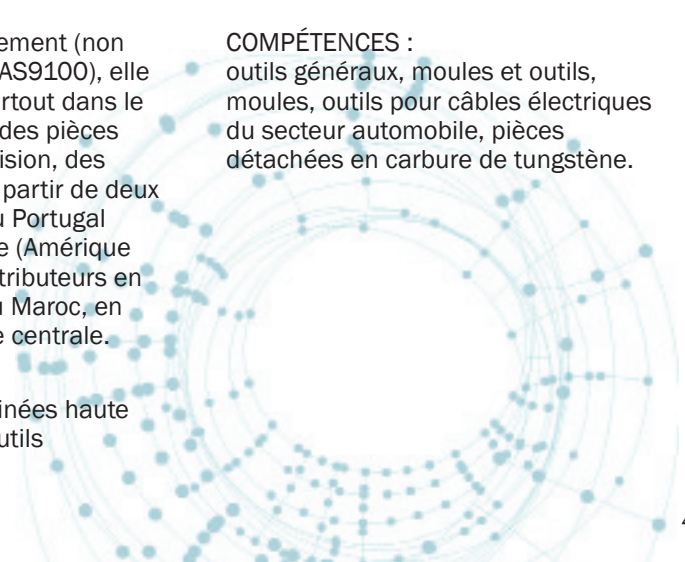 ement (non
AS9100), elle
rtout dans le
des pièces
ision, des
partir de deux
u Portugal
e (Amérique
tributeurs en
u Maroc, en
e centrale.
inées haute
utils
COMPÉTENCES :
outils généraux, moules et outils,
moules, outils pour câbles électriques
du secteur automobile, pièces
détachées en carbure de tungstène.